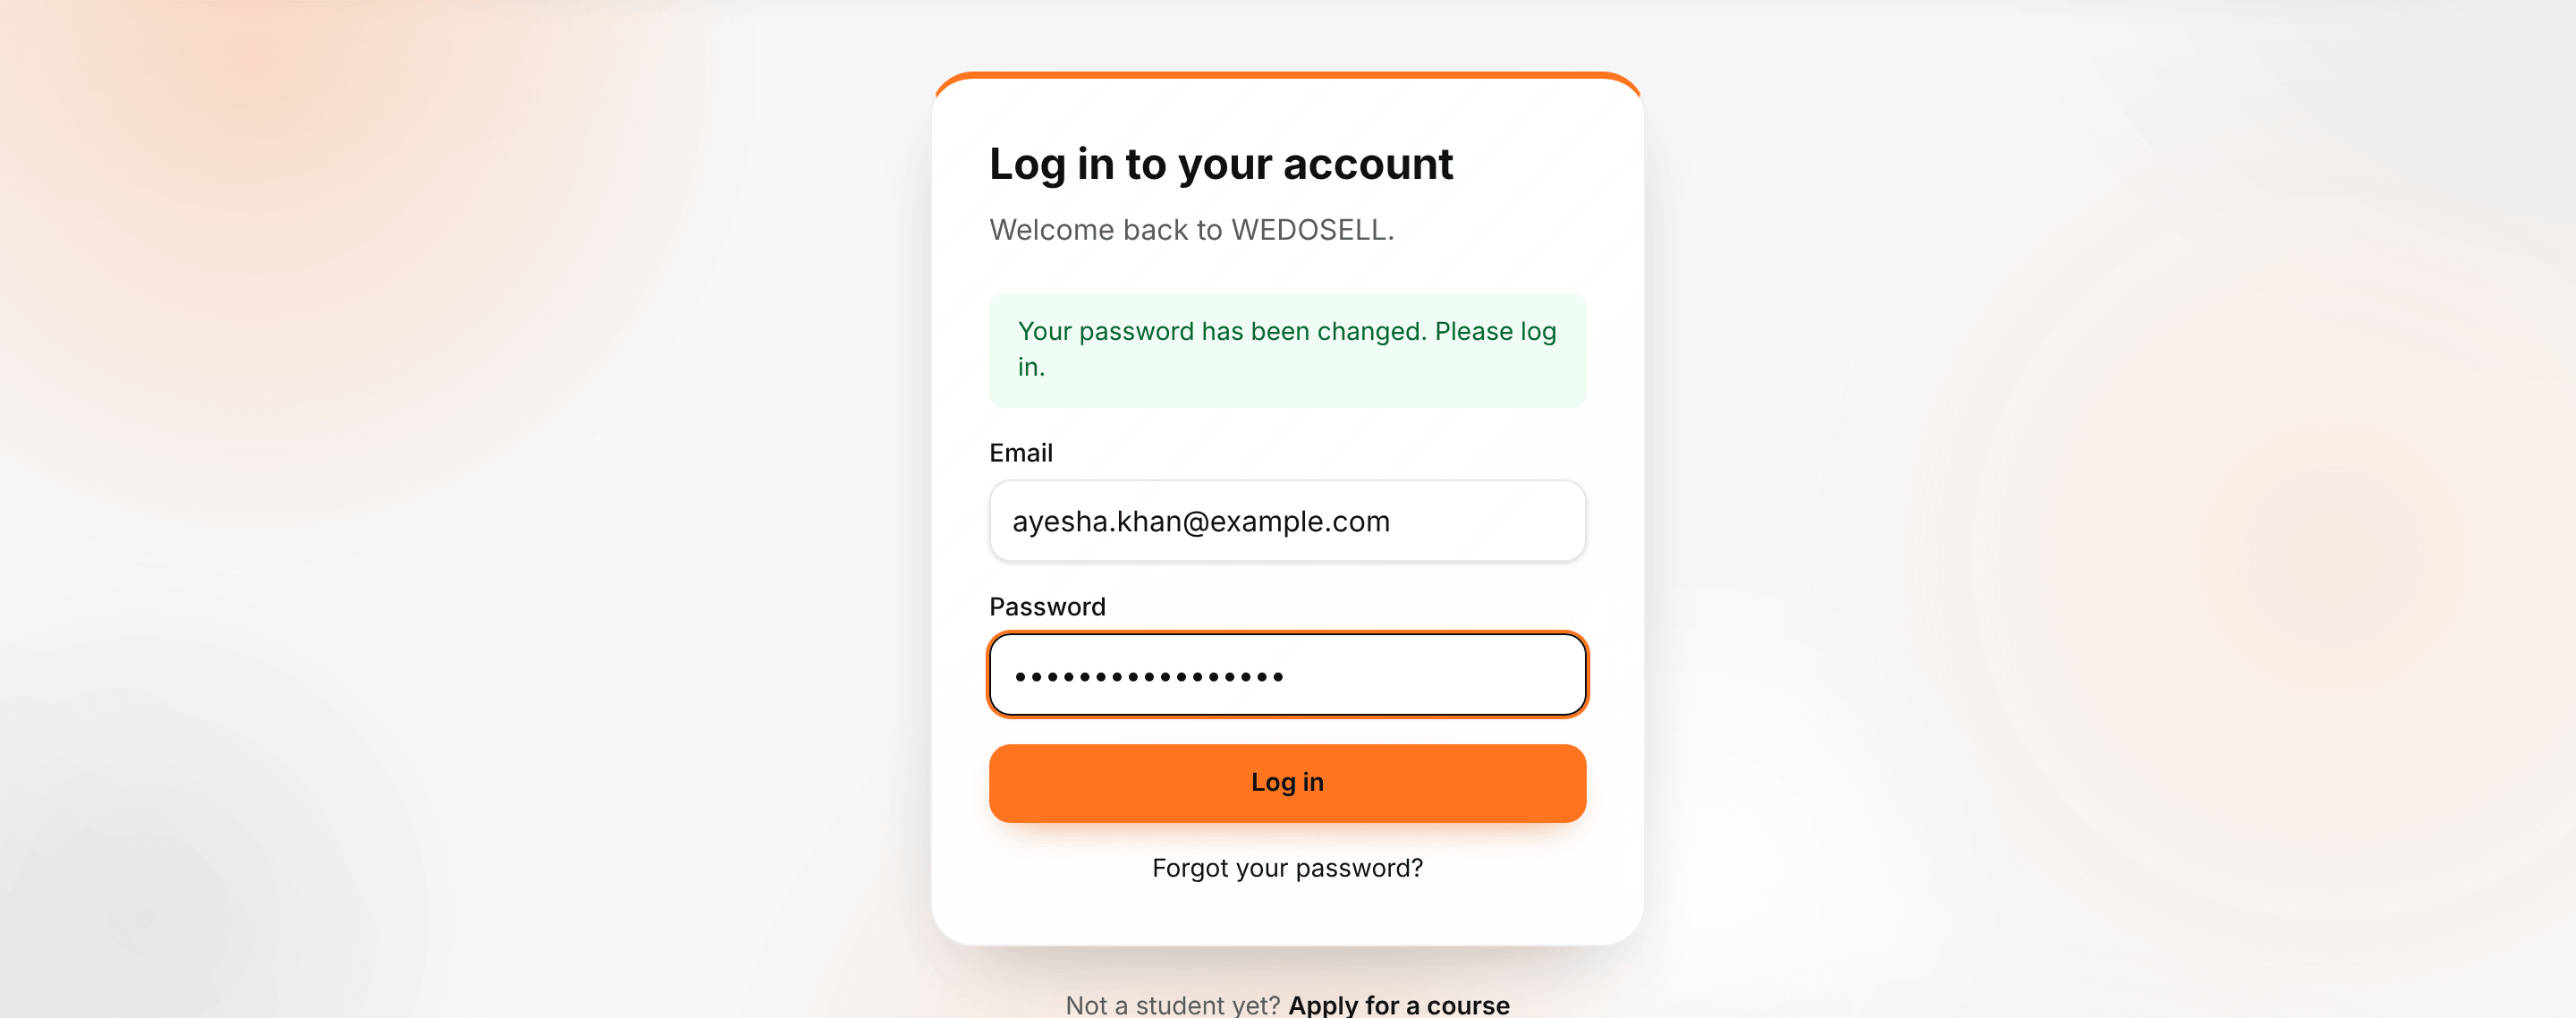 Log in to your account
Welcome back to WEDOSELL.
Your password has been changed. Please log
in.
Email
ayesha.khan@example.com
Password
•••••••••••••••••
Log in
Forgot your password?
Not a student yet? Apply for a course